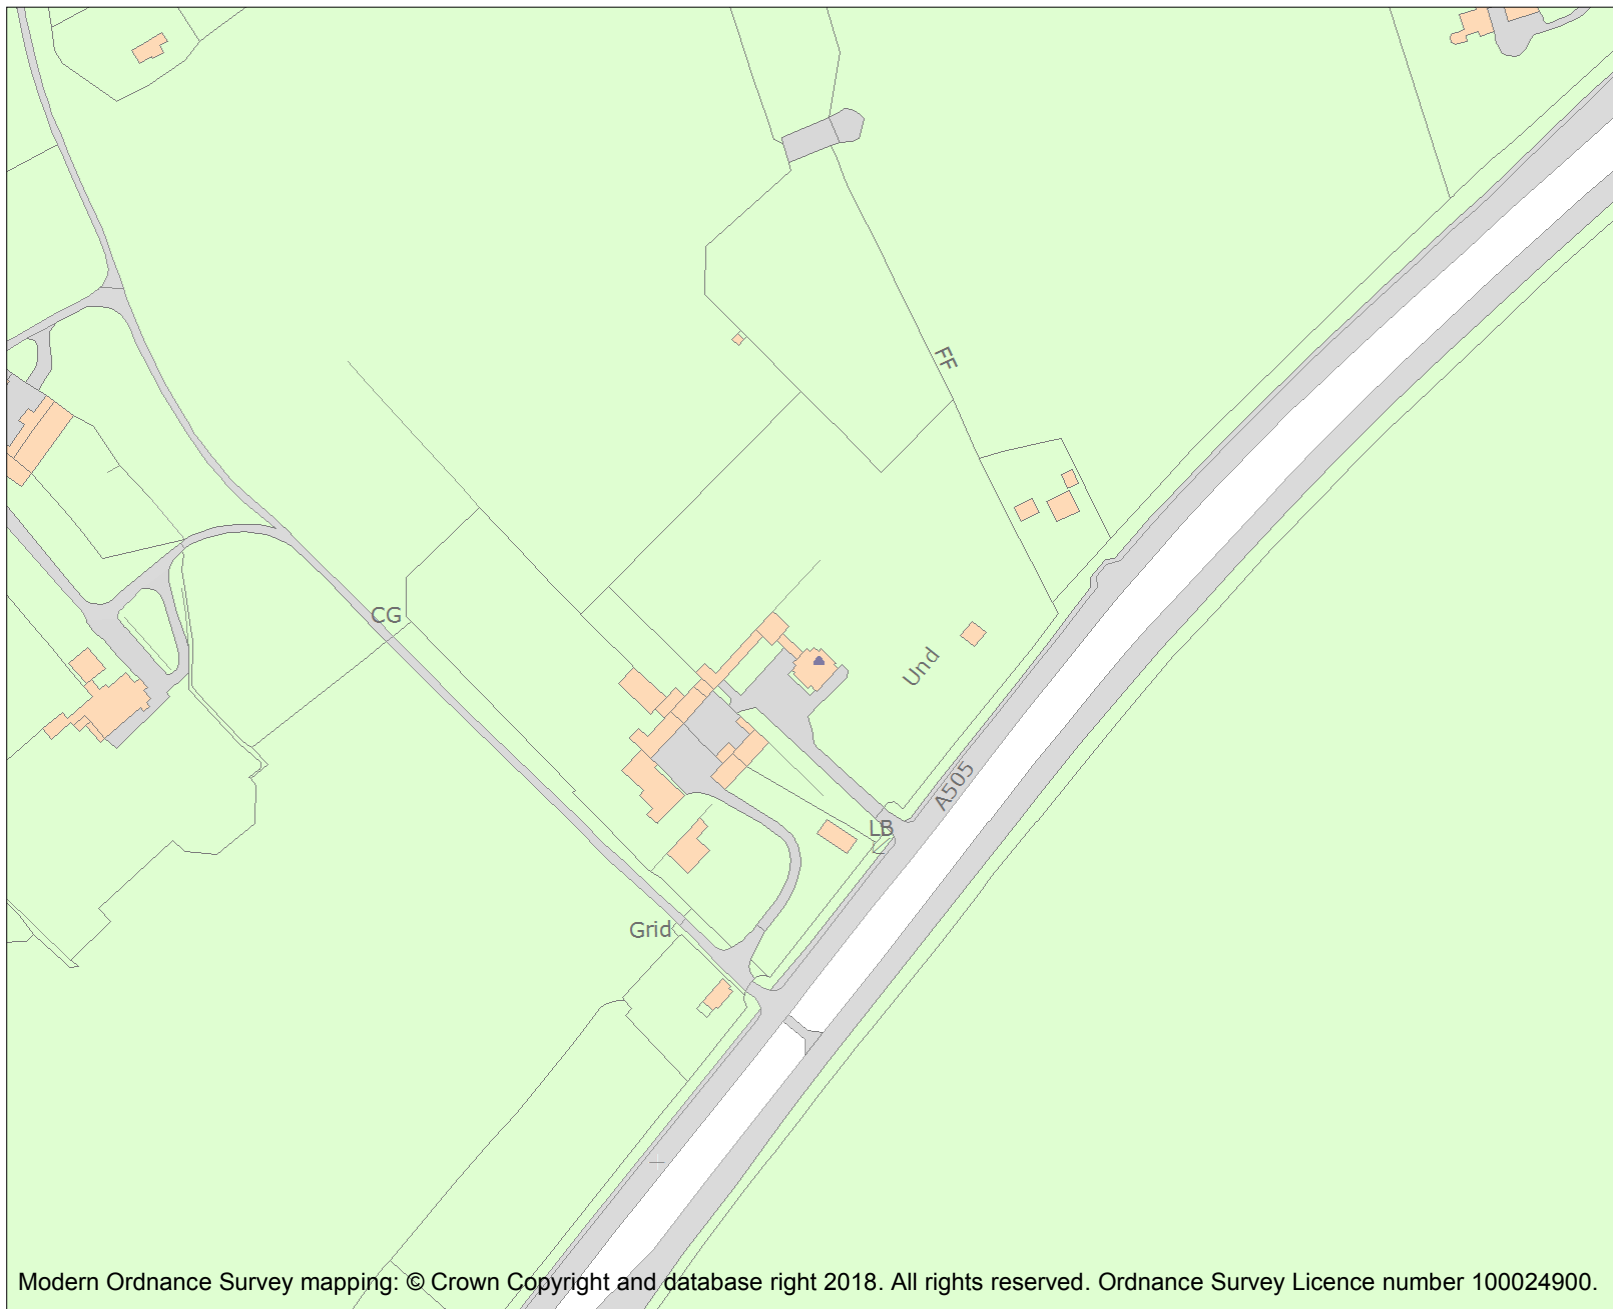 FF
CG
Und
A505
LB
Grid
Modern Ordnance Survey mapping: © Crown Copyright and database right 2018. All rights reserved. Ordnance Survey Licence number 100024900.